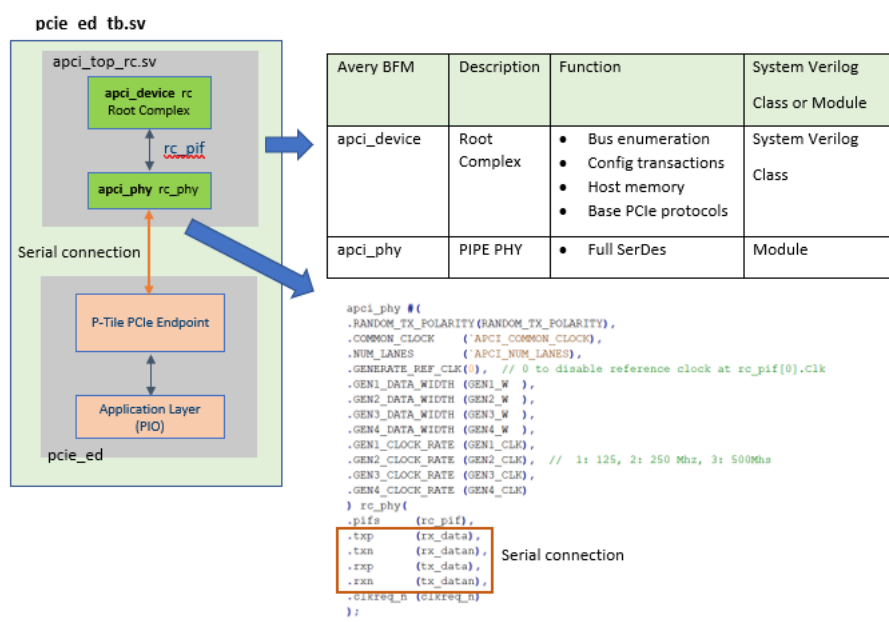 pcie_ed_tb.sv
apci_top_rc.sv
apci_device rc
Root Complex
rc_pif
apci_phy rc_phy
Serial connection
P-Tile PCIe Endpoint
Application Layer
(PIO)
pcie_ed
Avery BFM Description Function System Verilog
Class or Module
apci_device Root
Complex
• Bus enumeration
• Config transactions
• Host memory
• Base PCIe protocols
System Verilog
Class
apci_phy PIPE PHY • Full SerDes Module
apci_phy #(
.RANDOM_TX_POLARITY(RANDOM_TX_POLARITY),
.COMMON_CLOCK (`APCI_COMMON_CLOCK),
.NUM_LANES (`APCI_NUM_LANES),
.GENERATE_REF_CLK(0), // 0 to disable reference clock at rc_pif[0].Clk
.GEN1_DATA_WIDTH (GEN1_W ),
.GEN2_DATA_WIDTH (GEN2_W ),
.GEN3_DATA_WIDTH (GEN3_W ),
.GEN4_DATA_WIDTH (GEN4_W ),
.GEN1_CLOCK_RATE (GEN1_CLK),
.GEN2_CLOCK_RATE (GEN2_CLK), // 1: 125, 2: 250 Mhz, 3: 500Mhs
.GEN3_CLOCK_RATE (GEN3_CLK),
.GEN4_CLOCK_RATE (GEN4_CLK)
) rc_phy(
.pifs (rc_pif),
.txp (rx_data),
.txn (rx_datan),
.rxp (tx_data),
.rxn (tx_datan),
.clkreq_n (clkreq_n)
);
Serial connection